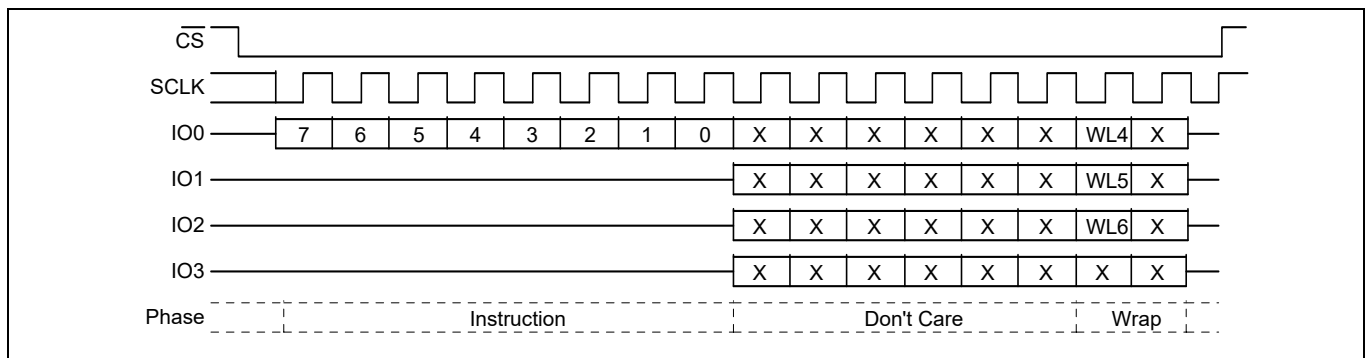 CS
SCLK
IO0 7 6 5 4 3 2 1 0 X X X X X X WL4 X
IO1 X X X X X X WL5 X
IO2 X X X X X X WL6 X
IO3 X X X X X X X X
Phase Instruction Don't Care Wrap